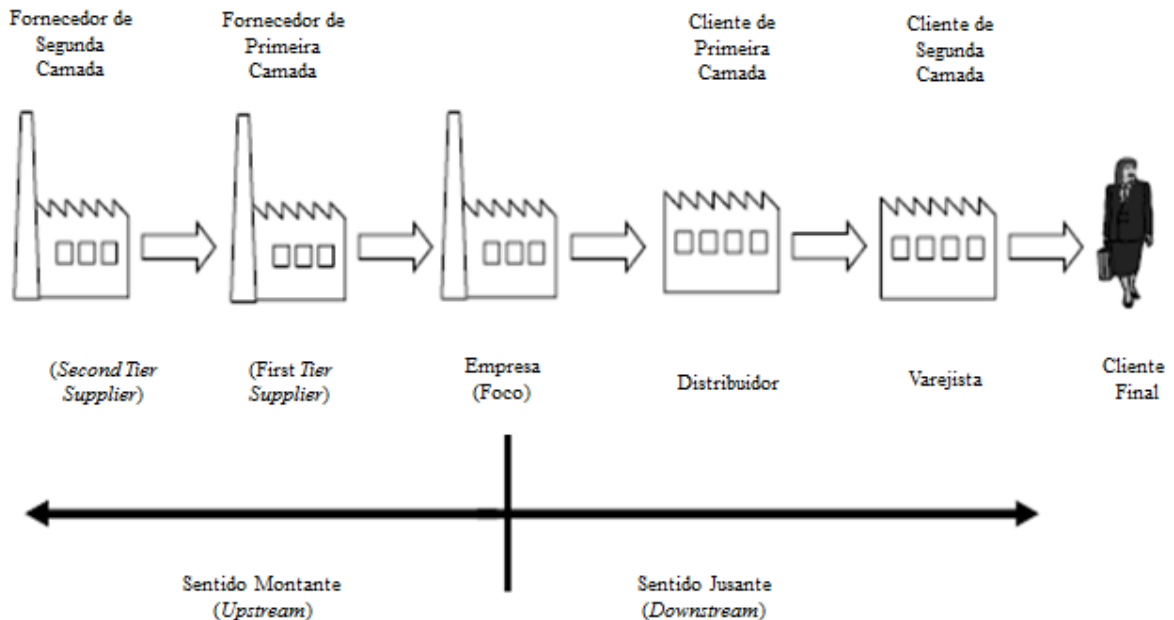 Fornecedor de
Segunda
Camada
Fornecedor de
Primeira
Camada
Cliente de
Primeira
Camada
Cliente de
Segunda
Camada
(Second Tier
Supplier)
(First Tier
Supplier)
Empresa
(Foco)
Distribuidor
Varejista
Cliente
Final
Sentido Montante
(Upstream)
Sentido Jusante
(Downstream)